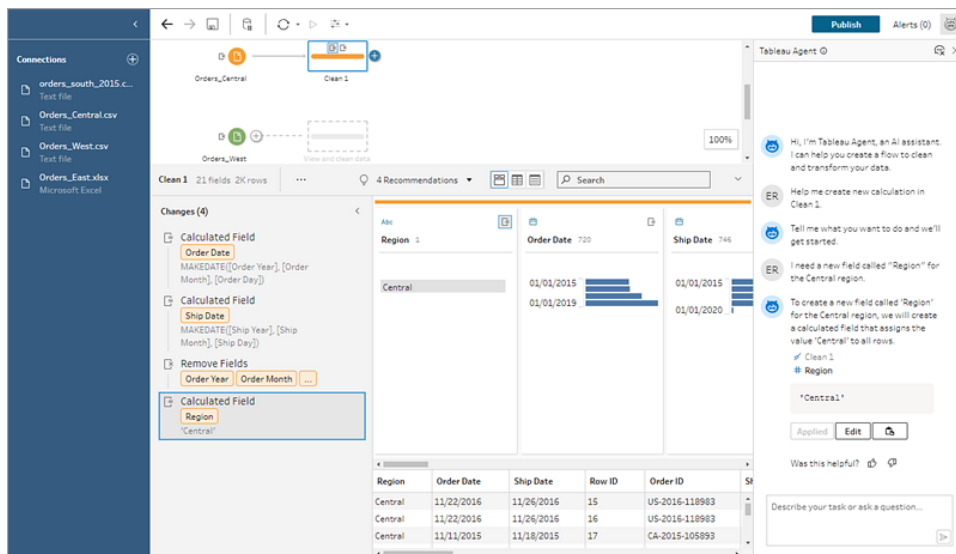 Publish
Alerts (0)
Connections
orders_south_2015.c...
Text file
Orders_Central.csv
Text file
Orders_West.csv
Text file
Orders_East.xlsx
Microsoft Excel
Orders_Central
Clean 1
Orders_West
View and clean data
100%
Clean 1 21 fields 2K rows ... 4 Recommendations Search
Changes (4)
Calculated Field
Order Date
MAKEDATE([Order Year], [Order
Month], [Order Day])
Calculated Field
Ship Date
MAKEDATE([Ship Year], [Ship
Month], [Ship Day])
Remove Fields
Order Year Order Month ...
Calculated Field
Region
'Central'
Abc
Region 1
Central
Order Date 720
01/01/2015
01/01/2019
Ship Date 746
01/01/2015
01/01/2020
Region Order Date Ship Date Row ID Order ID
Central 11/22/2016 11/26/2016 15 US-2016-118983
Central 11/22/2016 11/26/2016 16 US-2016-118983
Central 11/11/2015 11/18/2015 17 CA-2015-105893
Tableau Agent
Hi, I'm Tableau Agent, an AI assistant.
I can help you create a flow to clean
and transform your data.
ER
Help me create new calculation in
Clean 1.
Tell me what you want to do and we'll
get started.
ER
I need a new field called "Region" for
the Central region.
To create a new field called 'Region'
for the Central region, we will create
a calculated field that assigns the
value 'Central' to all rows.
Clean 1
# Region
"Central"
Applied Edit
Was this helpful?
Describe your task or ask a question...